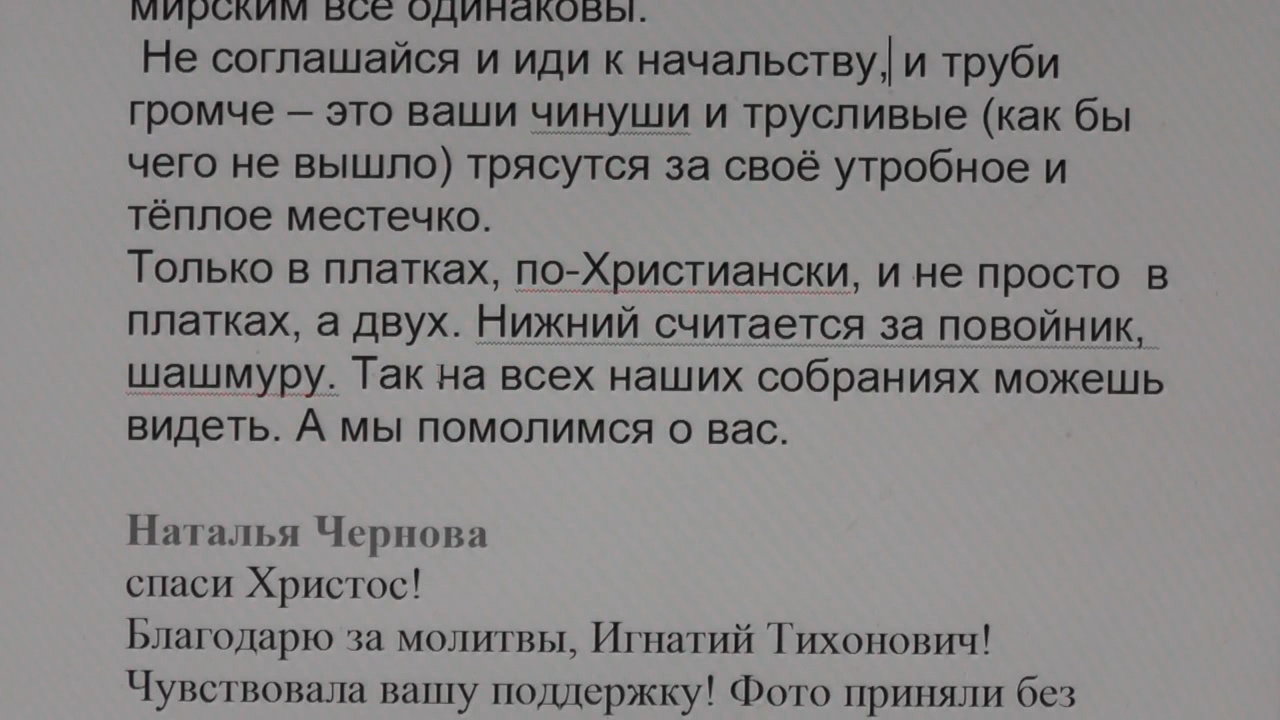 мирским все одинаковы.
Не соглашайся и иди к начальству, и труби
громче – это ваши чинуши и трусливые (как бы
чего не вышло) трясутся за своё утробное и
тёплое местечко.
Только в платках, по-Христиански, и не просто в
платках, а двух. Нижний считается за повойник,
шашмуру. Так на всех наших собраниях можешь
видеть. А мы помолимся о вас.
Наталья Чернова
спаси Христос!
Благодарю за молитвы, Игнатий Тихонович!
Чувствовала вашу поддержку! Фото приняли без